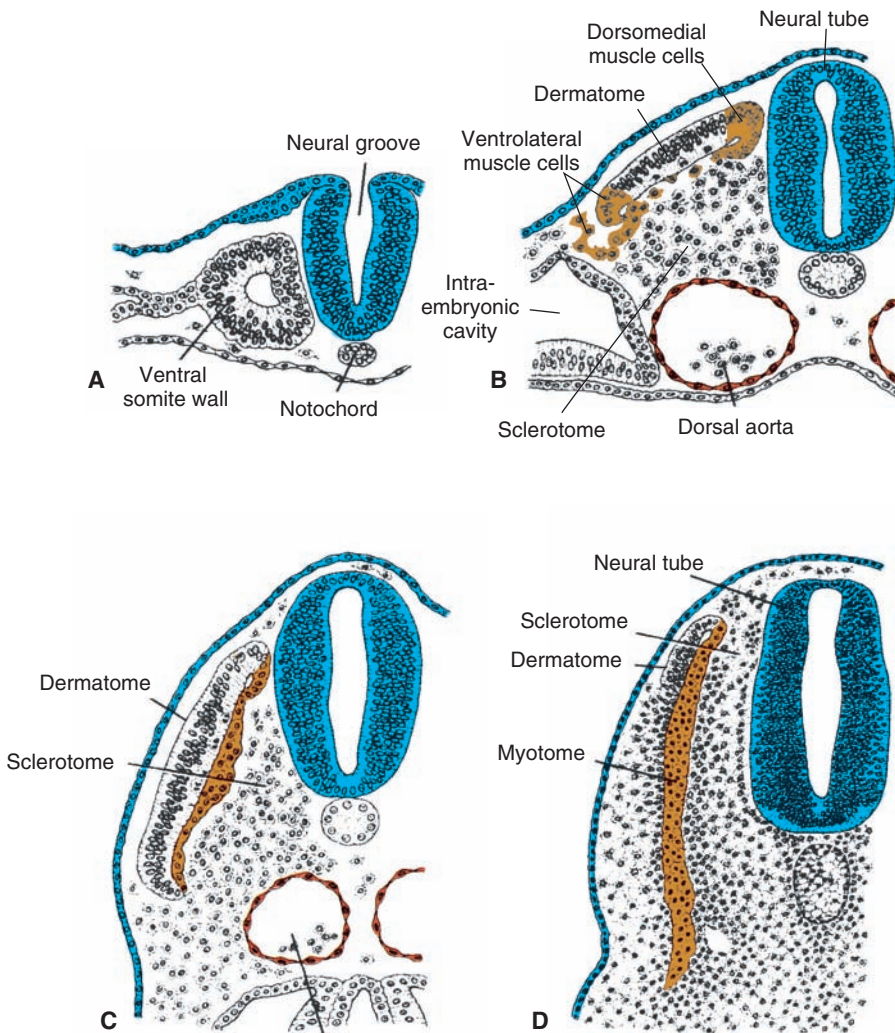 Neural groove
A
Ventral
somite wall
Notochord
Neural tube
Dorsomedial
muscle cells
Dermatome
Ventrolateral
muscle cells
Intra-
embryonic
cavity
B
Sclerotome
Dorsal aorta
Dermatome
Sclerotome
C
Neural tube
Sclerotome
Dermatome
Myotome
D